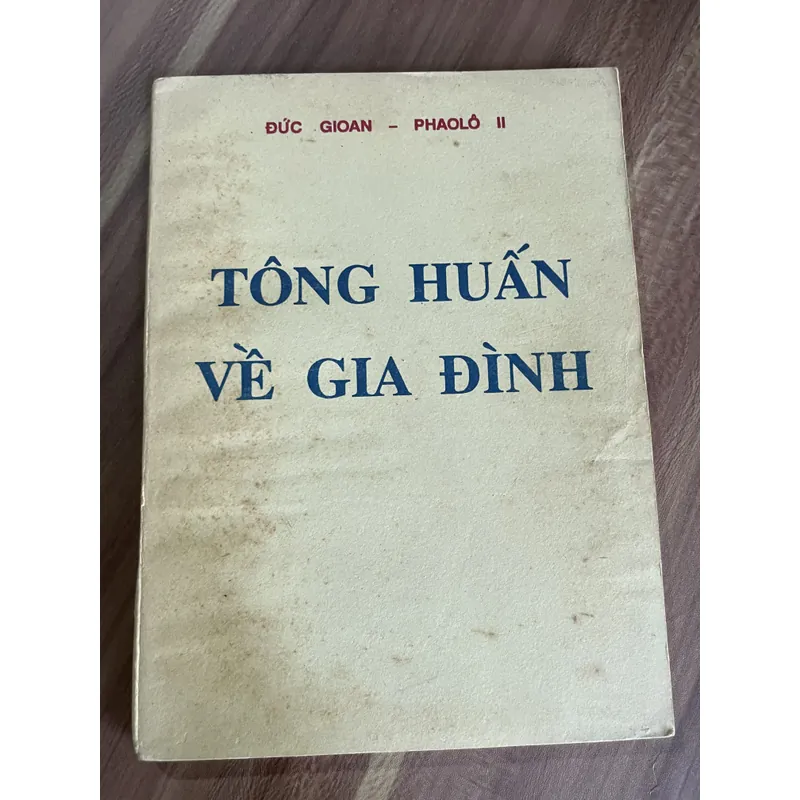 ĐỨC GIOAN – PHAOLÔ II
TÔNG HUẤN
VỀ GIA ĐÌNH